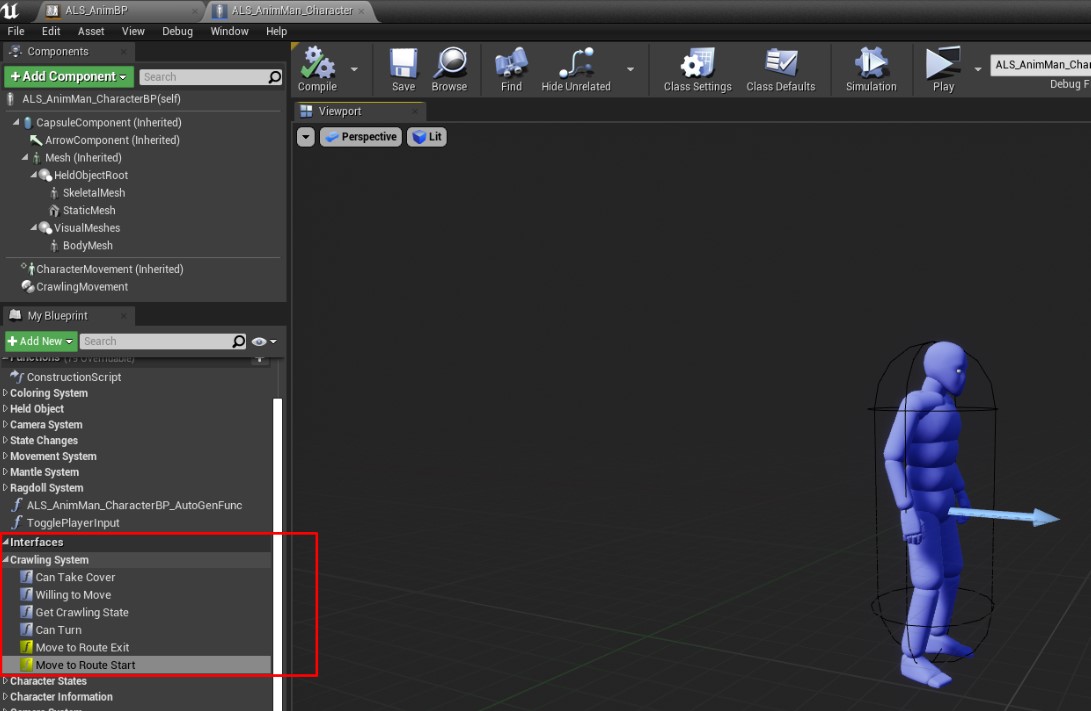 ALS_AnimBP
ALS_AnimMan_Character
File Edit Asset View Debug Window Help
Components
+Add Component
Search
ALS_AnimMan_CharacterBP(self)
CapsuleComponent (Inherited)
ArrowComponent (Inherited)
Mesh (Inherited)
HeldObjectRoot
SkeletalMesh
StaticMesh
VisualMeshes
BodyMesh
CharacterMovement (Inherited)
CrawlingMovement
My Blueprint
+Add New
Search
Functions (19 Overridable)
ConstructionScript
Coloring System
Held Object
Camera System
State Changes
Movement System
Mantle System
Ragdoll System
ALS_AnimMan_CharacterBP_AutoGenFunc
TogglePlayerInput
Interfaces
Crawling System
Can Take Cover
Willing to Move
Get Crawling State
Can Turn
Move to Route Exit
Move to Route Start
Character States
Character Information
Compile Save Browse Find Hide Unrelated Class Settings Class Defaults Simulation Play
ALS_AnimMan_Char
Debug F
Viewport
Perspective Lit